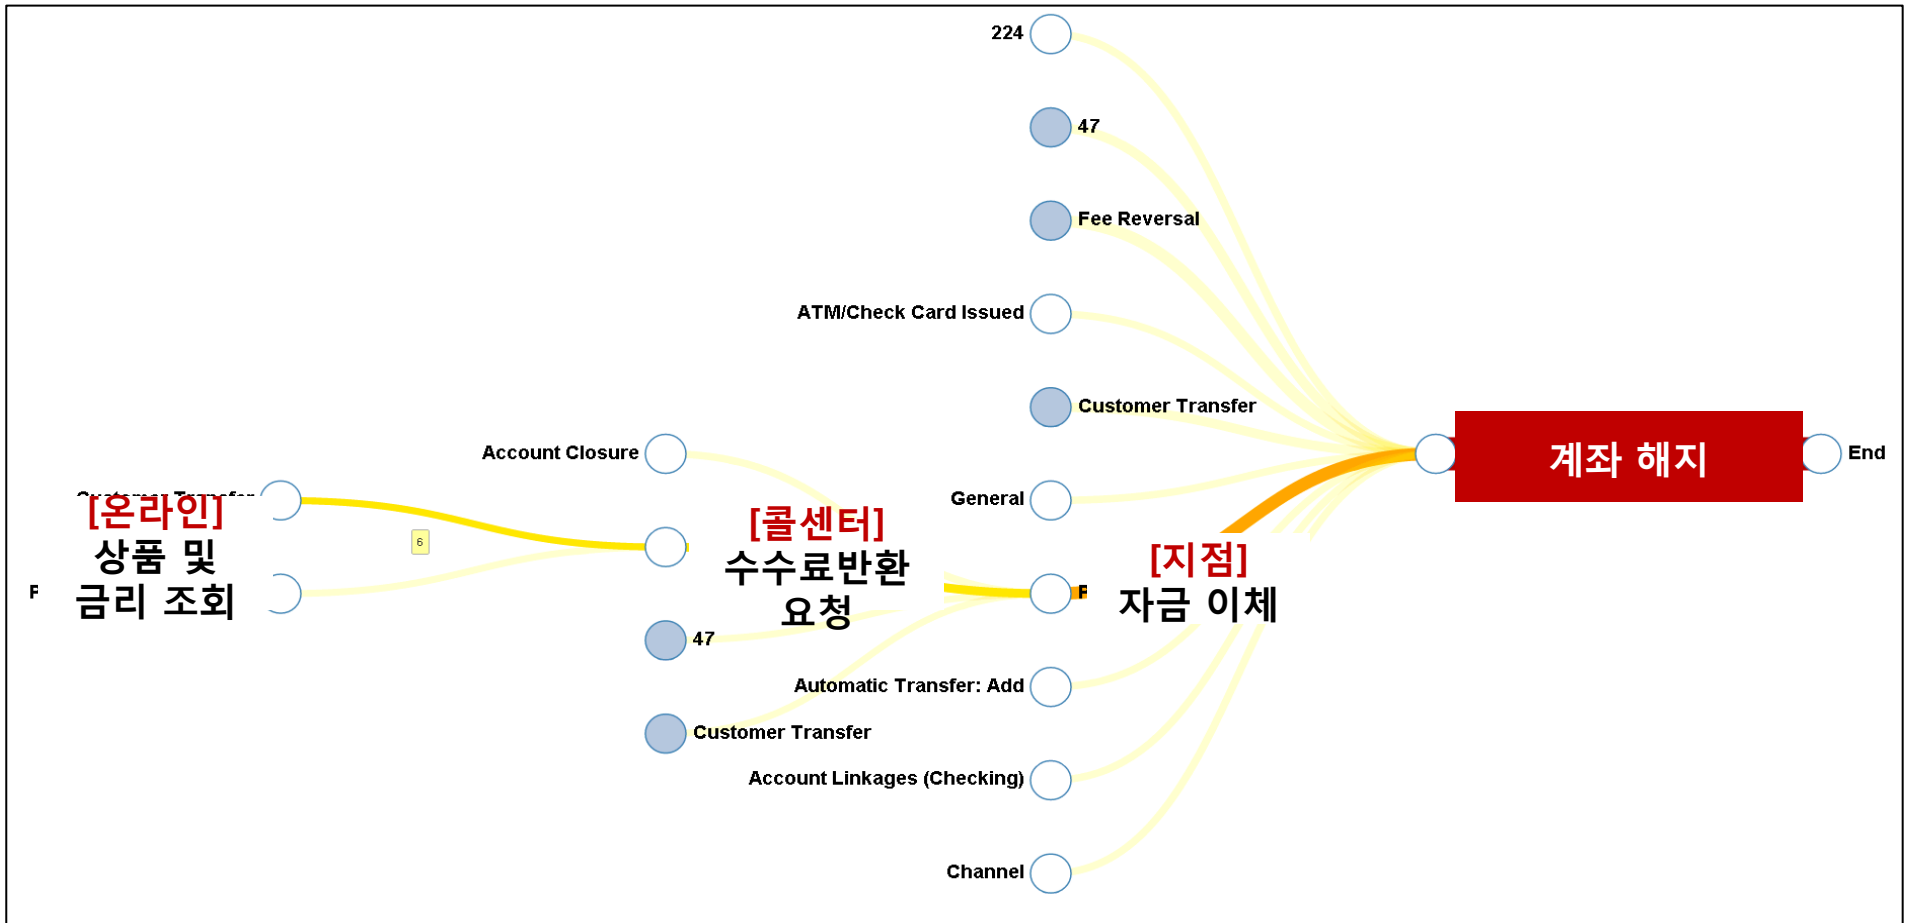 224
47
Fee Reversal
ATM/Check Card Issued
Customer Transfer
계좌 해지
End
Account Closure
General
[온라인]
상품 및
금리 조회
6
[콜센터]
수수료반환
요청
[지점]
자금 이체
47
Automatic Transfer: Add
Customer Transfer
Account Linkages (Checking)
Channel